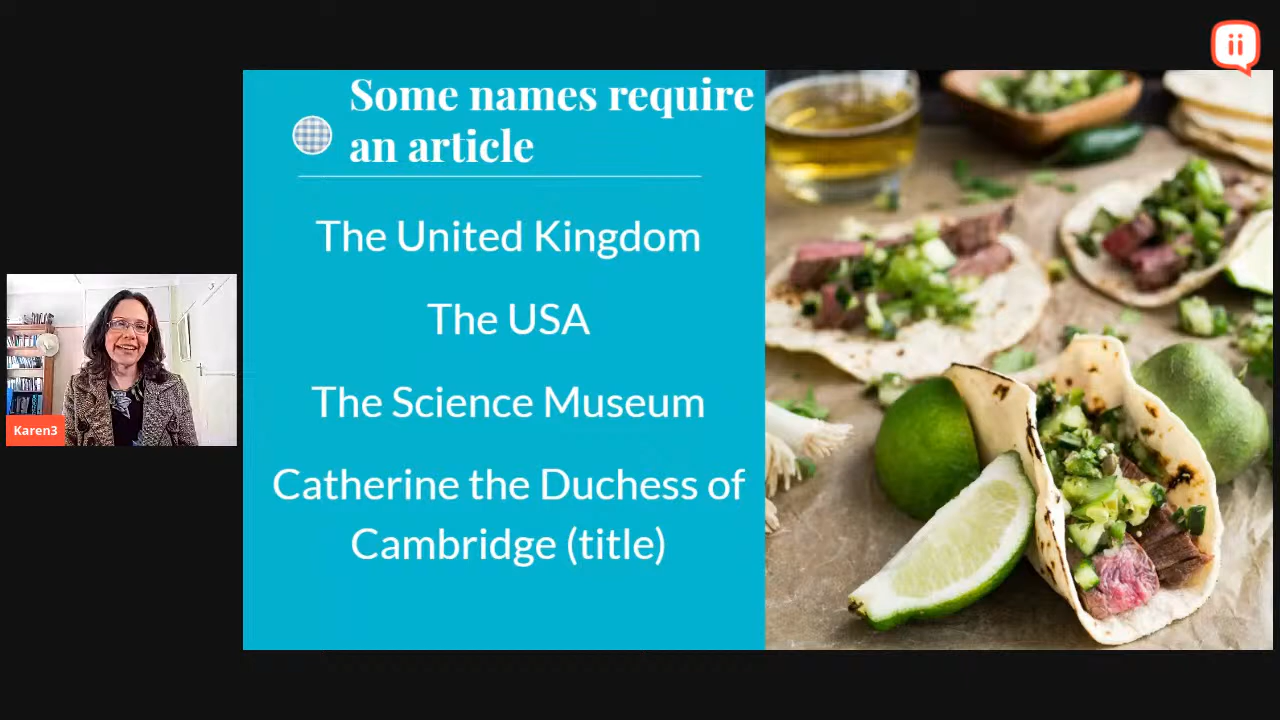 Some names require
an article
The United Kingdom
The USA
The Science Museum
Catherine the Duchess of
Cambridge (title)
Karen3